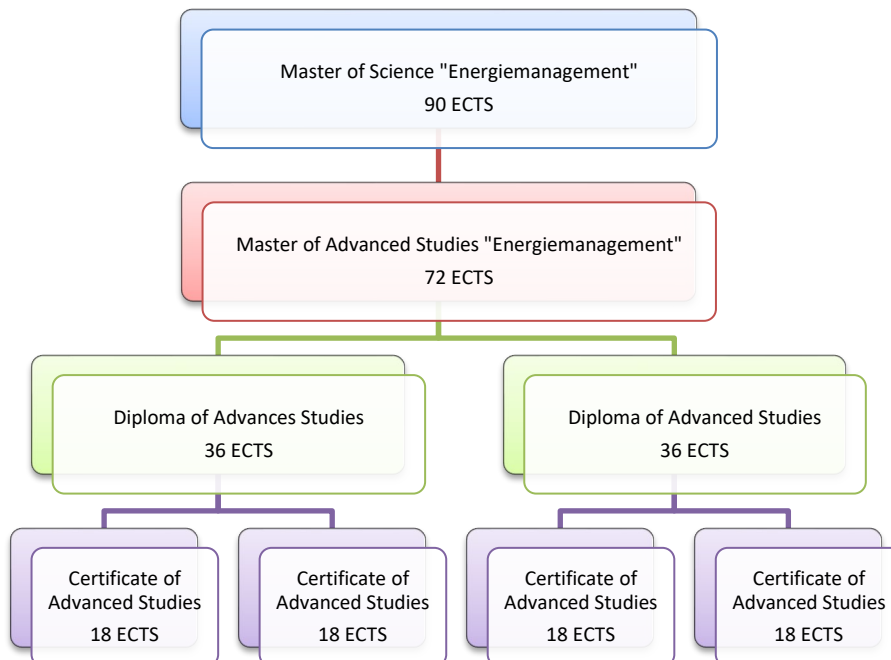 Master of Science "Energiemanagement"
90 ECTS
Master of Advanced Studies "Energiemanagement"
72 ECTS
Diploma of Advances Studies
36 ECTS
Diploma of Advanced Studies
36 ECTS
Certificate of
Advanced Studies
18 ECTS
Certificate of
Advanced Studies
18 ECTS
Certificate of
Advanced Studies
18 ECTS
Certificate of
Advanced Studies
18 ECTS